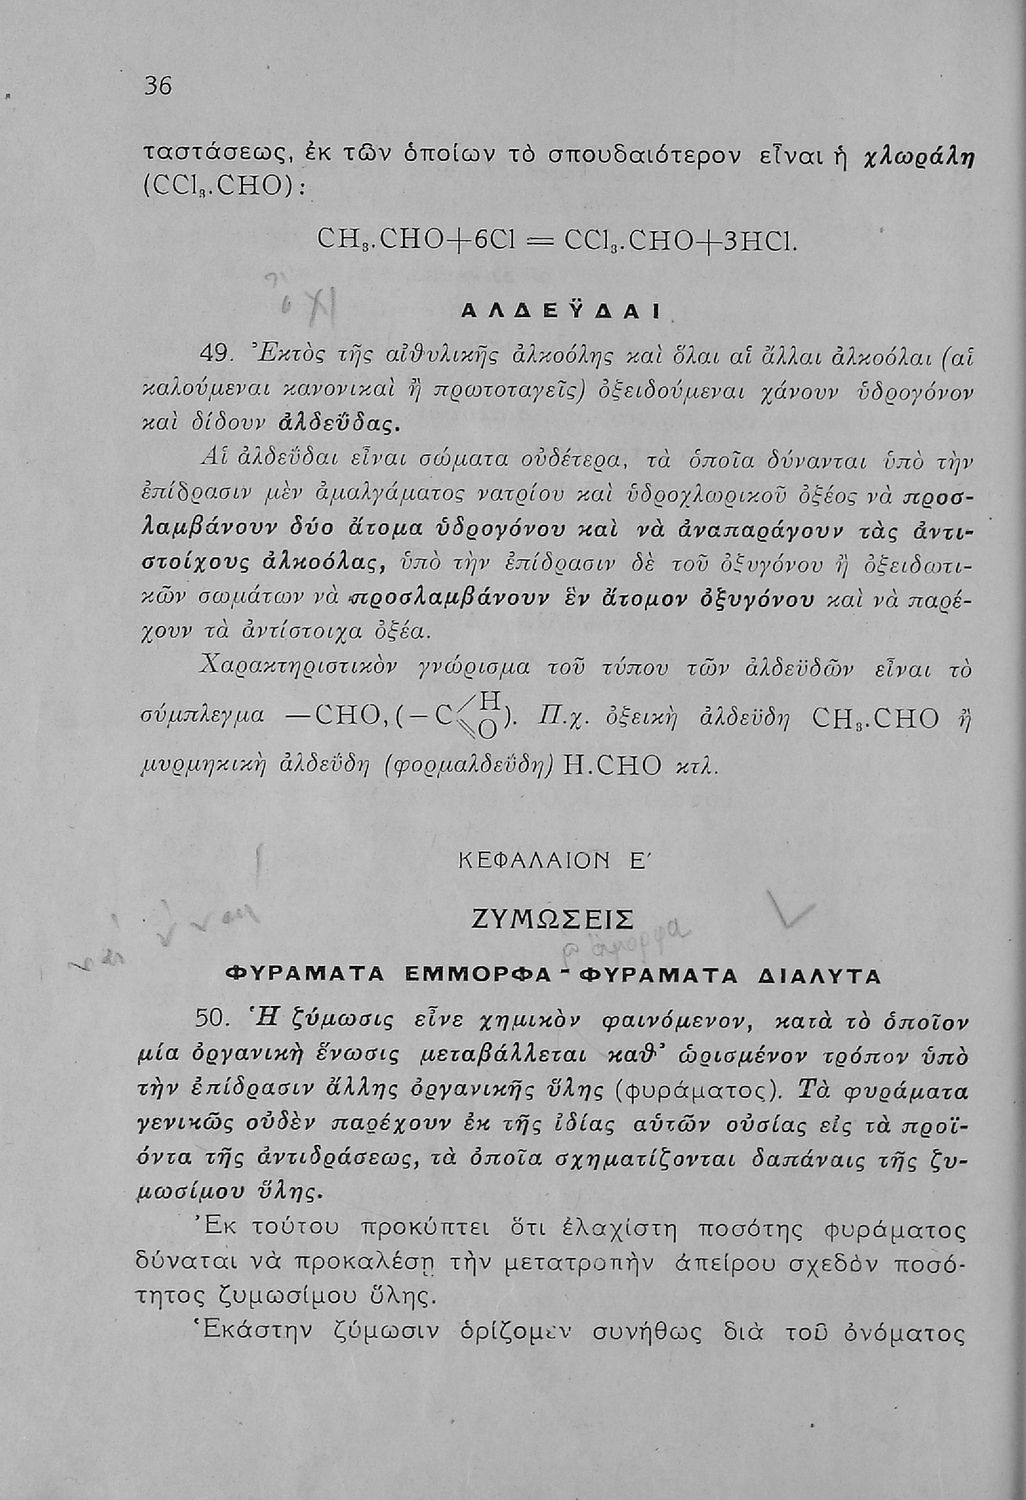 36
ταστάσεως, ἐκ τῶν ὁποίων τὸ σπουδαιότερον εἶναι ἡ χλωράλη
(CCl₃.CHO):
CH₃.CHO+6Cl = CCl₃.CHO+3HCl.
ΑΛΔΕΫΔΑΙ
49. Ἐκτὸς τῆς αἰθυλικῆς ἀλκοόλης καὶ ὅλαι αἱ ἄλλαι ἀλκοόλαι (αἱ
καλούμεναι κανονικαὶ ἢ πρωτοταγεῖς) ὀξειδούμεναι χάνουν ὑδρογόνον
καὶ δίδουν ἀλδεΰδας.
Αἱ ἀλδεΰδαι εἶναι σώματα οὐδέτερα, τὰ ὁποῖα δύνανται ὑπὸ τὴν
ἐπίδρασιν μὲν ἀμαλγάματος νατρίου καὶ ὑδροχλωρικοῦ ὀξέος νὰ προσ-
λαμβάνουν δύο ἄτομα ὑδρογόνου καὶ νὰ ἀναπαράγουν τὰς ἀντι-
στοίχους ἀλκοόλας, ὑπὸ τὴν ἐπίδρασιν δὲ τοῦ ὀξυγόνου ἢ ὀξειδωτι-
κῶν σωμάτων νὰ προσλαμβάνουν ἓν ἄτομον ὀξυγόνου καὶ νὰ παρέ-
χουν τὰ ἀντίστοιχα ὀξέα.
Χαρακτηριστικὸν γνώρισμα τοῦ τύπου τῶν ἀλδεϋδῶν εἶναι τὸ
σύμπλεγμα —CHO, (—C⟨H O). Π.χ. ὀξεικὴ ἀλδεΰδη CH₃.CHO ἢ
μυρμηκικὴ ἀλδεΰδη (φορμαλδεΰδη) H.CHO κτλ.
ΚΕΦΑΛΑΙΟΝ Ε΄
ΖΥΜΩΣΕΙΣ
ΦΥΡΑΜΑΤΑ ΕΜΜΟΡΦΑ - ΦΥΡΑΜΑΤΑ ΔΙΑΛΥΤΑ
50. Ἡ ζύμωσις εἶνε χημικὸν φαινόμενον, κατὰ τὸ ὁποῖον
μία ὀργανικὴ ἕνωσις μεταβάλλεται καθ' ὡρισμένον τρόπον ὑπὸ
τὴν ἐπίδρασιν ἄλλης ὀργανικῆς ὕλης (φυράματος). Τὰ φυράματα
γενικῶς οὐδὲν παρέχουν ἐκ τῆς ἰδίας αὐτῶν οὐσίας εἰς τὰ προϊ-
όντα τῆς ἀντιδράσεως, τὰ ὁποῖα σχηματίζονται δαπάναις τῆς ζυ-
μωσίμου ὕλης.
Ἐκ τούτου προκύπτει ὅτι ἐλαχίστη ποσότης φυράματος
δύναται νὰ προκαλέσῃ τὴν μετατροπὴν ἀπείρου σχεδὸν ποσό-
τητος ζυμωσίμου ὕλης.
Ἑκάστην ζύμωσιν ὁρίζομεν συνήθως διὰ τοῦ ὀνόματος